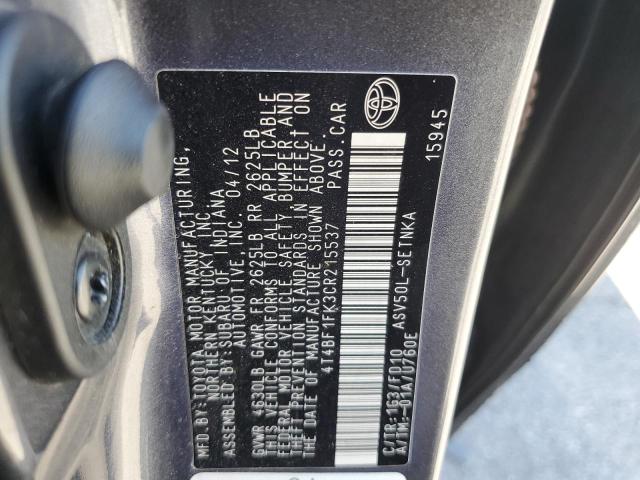 MFD. BY: TOYOTA MOTOR MANUFACTURING,
NORTHERN KENTUCKY, INC.
ASSEMBLED BY: SUBARU OF INDIANA
AUTOMOTIVE, INC. 04/12
GVWR 4630LB GAWR FR 2625LB RR 2625LB
THIS VEHICLE CONFORMS TO ALL APPLICABLE
FEDERAL MOTOR VEHICLE SAFETY BUMPER, AND
THEFT PREVENTION STANDARDS IN EFFECT ON
THE DATE OF MANUFACTURE SHOWN ABOVE.
4T4BF1FK3CR215537 PASS. CAR
ASV50L-SETNKA
C/TR: 1G3/FD10
A/TM: -03A/U760E
15945